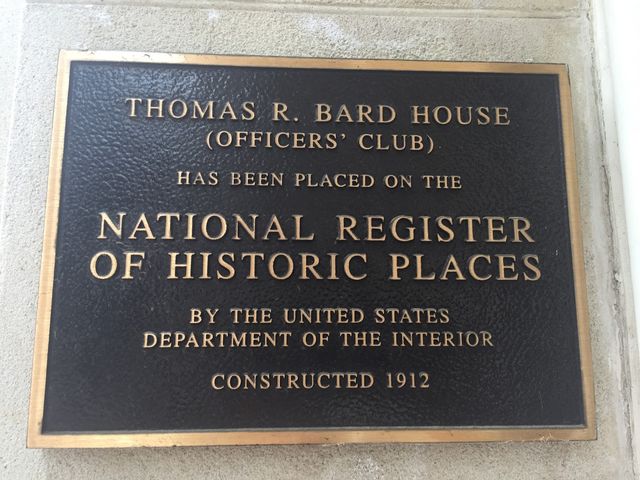 THOMAS R. BARD HOUSE
(OFFICERS' CLUB)
HAS BEEN PLACED ON THE
NATIONAL REGISTER
OF HISTORIC PLACES
BY THE UNITED STATES
DEPARTMENT OF THE INTERIOR
CONSTRUCTED 1912